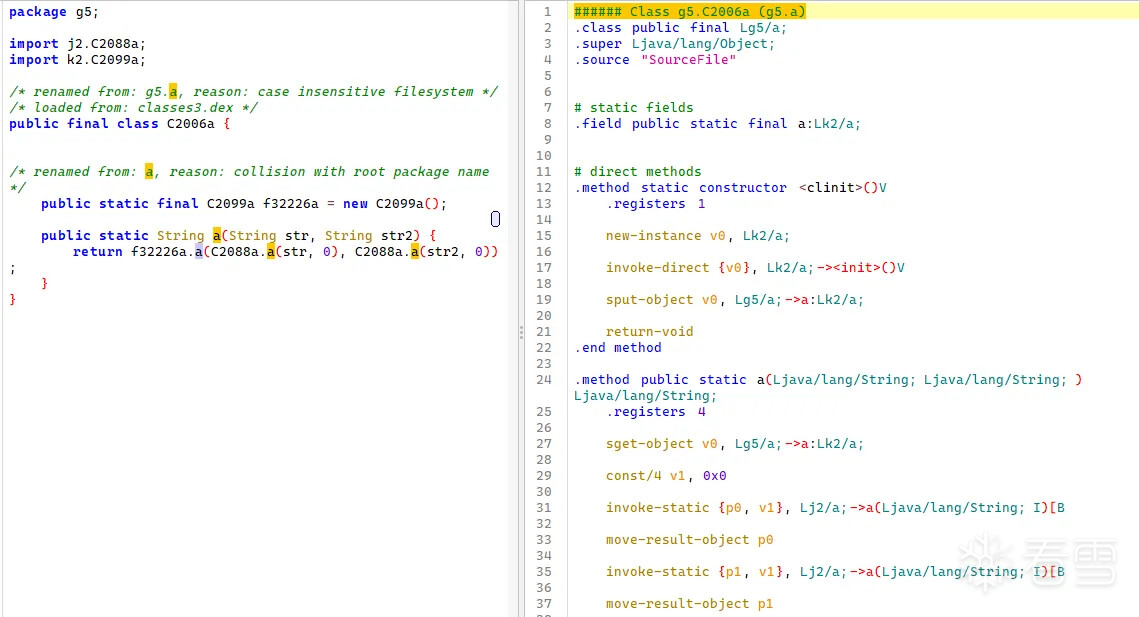 package g5;
import j2.C2088a;
import k2.C2099a;
/* renamed from: g5.a, reason: case insensitive filesystem */
/* loaded from: classes3.dex */
public final class C2006a {
/* renamed from: a, reason: collision with root package name
*/
public static final C2099a f32226a = new C2099a();
public static String a(String str, String str2) {
return f32226a.a(C2088a.a(str, 0), C2088a.a(str2, 0))
;
}
}
1 ###### Class g5.C2006a (g5.a)
2 .class public final Lg5/a;
3 .super Ljava/lang/Object;
4 .source "SourceFile"
5
6
7 # static fields
8 .field public static final a:Lk2/a;
9
10
11 # direct methods
12 .method static constructor <clinit>()V
13 .registers 1
14
15 new-instance v0, Lk2/a;
16
17 invoke-direct {v0}, Lk2/a;-><init>()V
18
19 sput-object v0, Lg5/a;->a:Lk2/a;
20
21 return-void
22 .end method
23
24 .method public static a(Ljava/lang/String; Ljava/lang/String; )
Ljava/lang/String;
25 .registers 4
26
27 sget-object v0, Lg5/a;->a:Lk2/a;
28
29 const/4 v1, 0x0
30
31 invoke-static {p0, v1}, Lj2/a;->a(Ljava/lang/String; I)[B
32
33 move-result-object p0
34
35 invoke-static {p1, v1}, Lj2/a;->a(Ljava/lang/String; I)[B
36
37 move-result-object p1
看雪